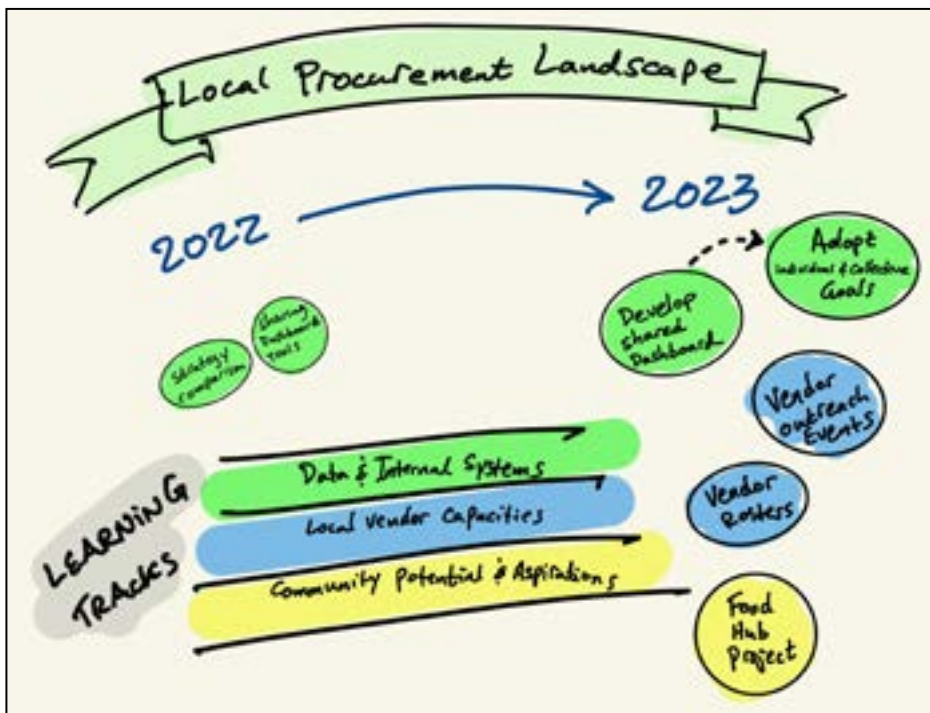 Local Procurement Landscape
2022
2023
Adopt
Individual & Collective
Goals
Develop
Shared
Dashboard
Sharing
Dashboard
Tools
Strategy
Comparison
Vendor
Outreach
Events
LEARNING
TRACKS
Data & Internal Systems
Local Vendor Capacities
Community Potential & Aspirations
Vendor
Rosters
Food
Hub
Project